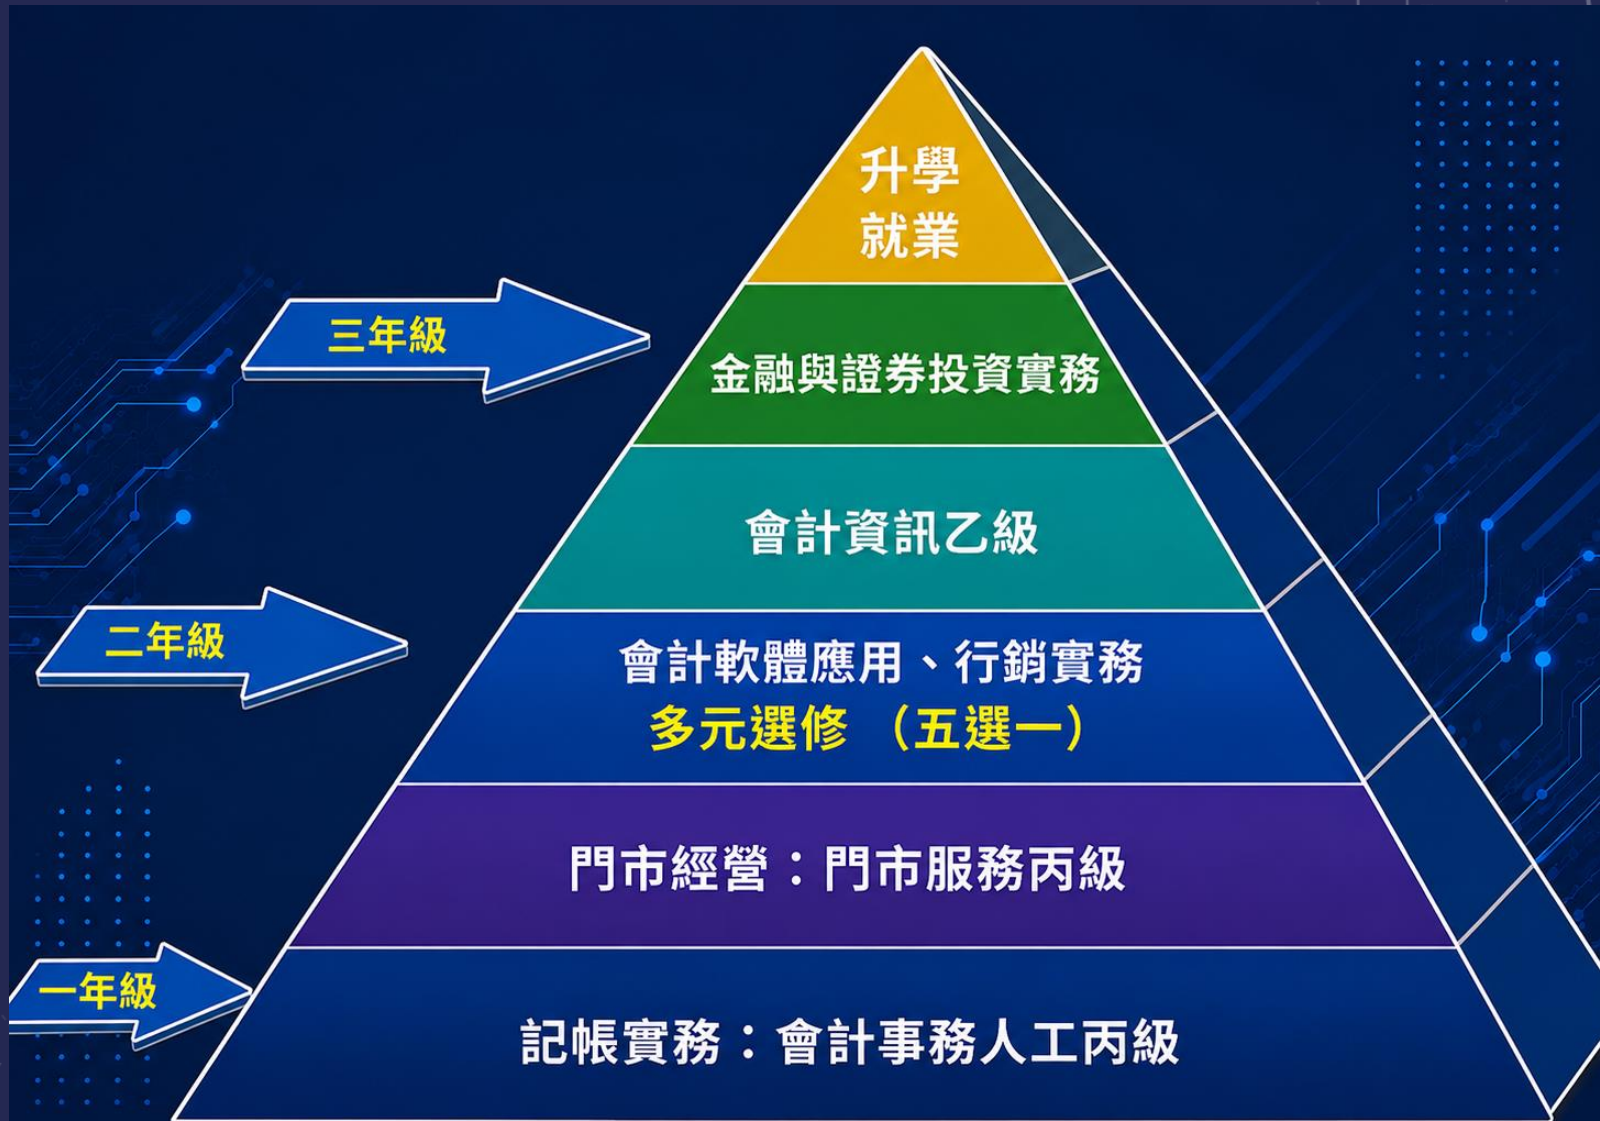 升學
就業
三年級
金融與證券投資實務
會計資訊乙級
二年級
會計軟體應用、行銷實務
多元選修 （五選一）
門市經營：門市服務丙級
一年級
記帳實務：會計事務人工丙級